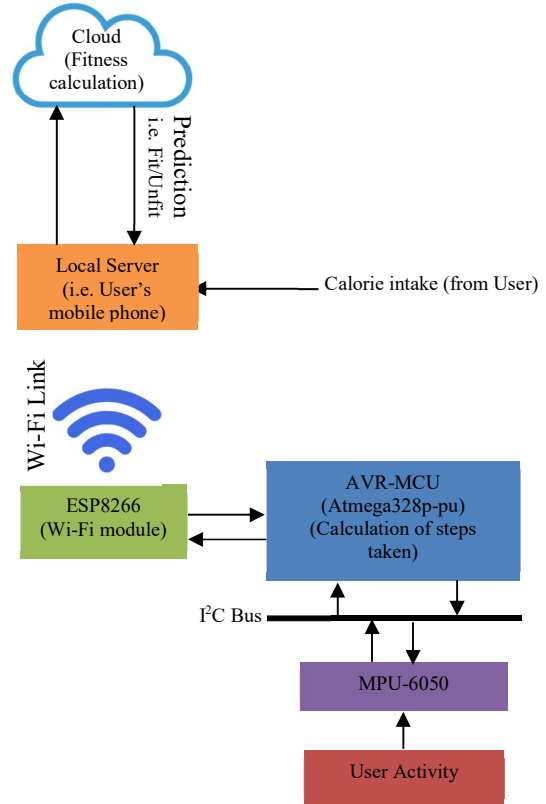 Cloud
(Fitness
calculation)
Prediction
i.e. Fit/Unfit
Local Server
(i.e. User's
mobile phone)
Calorie intake (from User)
Wi-Fi Link
ESP8266
(Wi-Fi module)
AVR-MCU
(Atmega328p-pu)
(Calculation of steps
taken)
I²C Bus
MPU-6050
User Activity